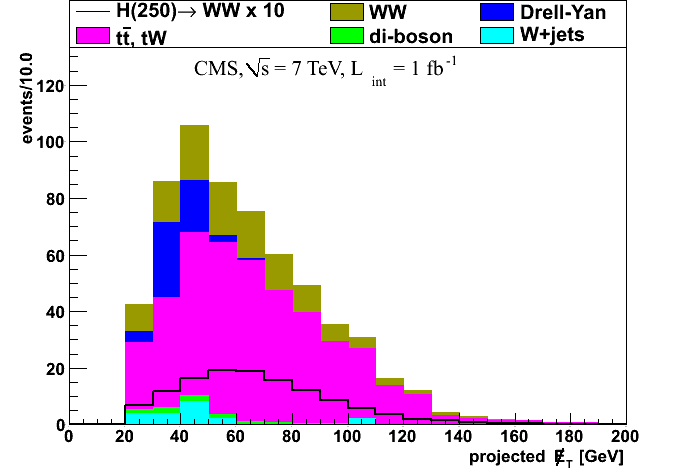 H(250)→ WW x 10 WW Drell-Yan
tt̄, tW di-boson W+jets
CMS, √s = 7 TeV, L int = 1 fb⁻¹
events/10.0
120
100
80
60
40
20
0
0 20 40 60 80 100 120 140 160 180 200
projected E̸T [GeV]